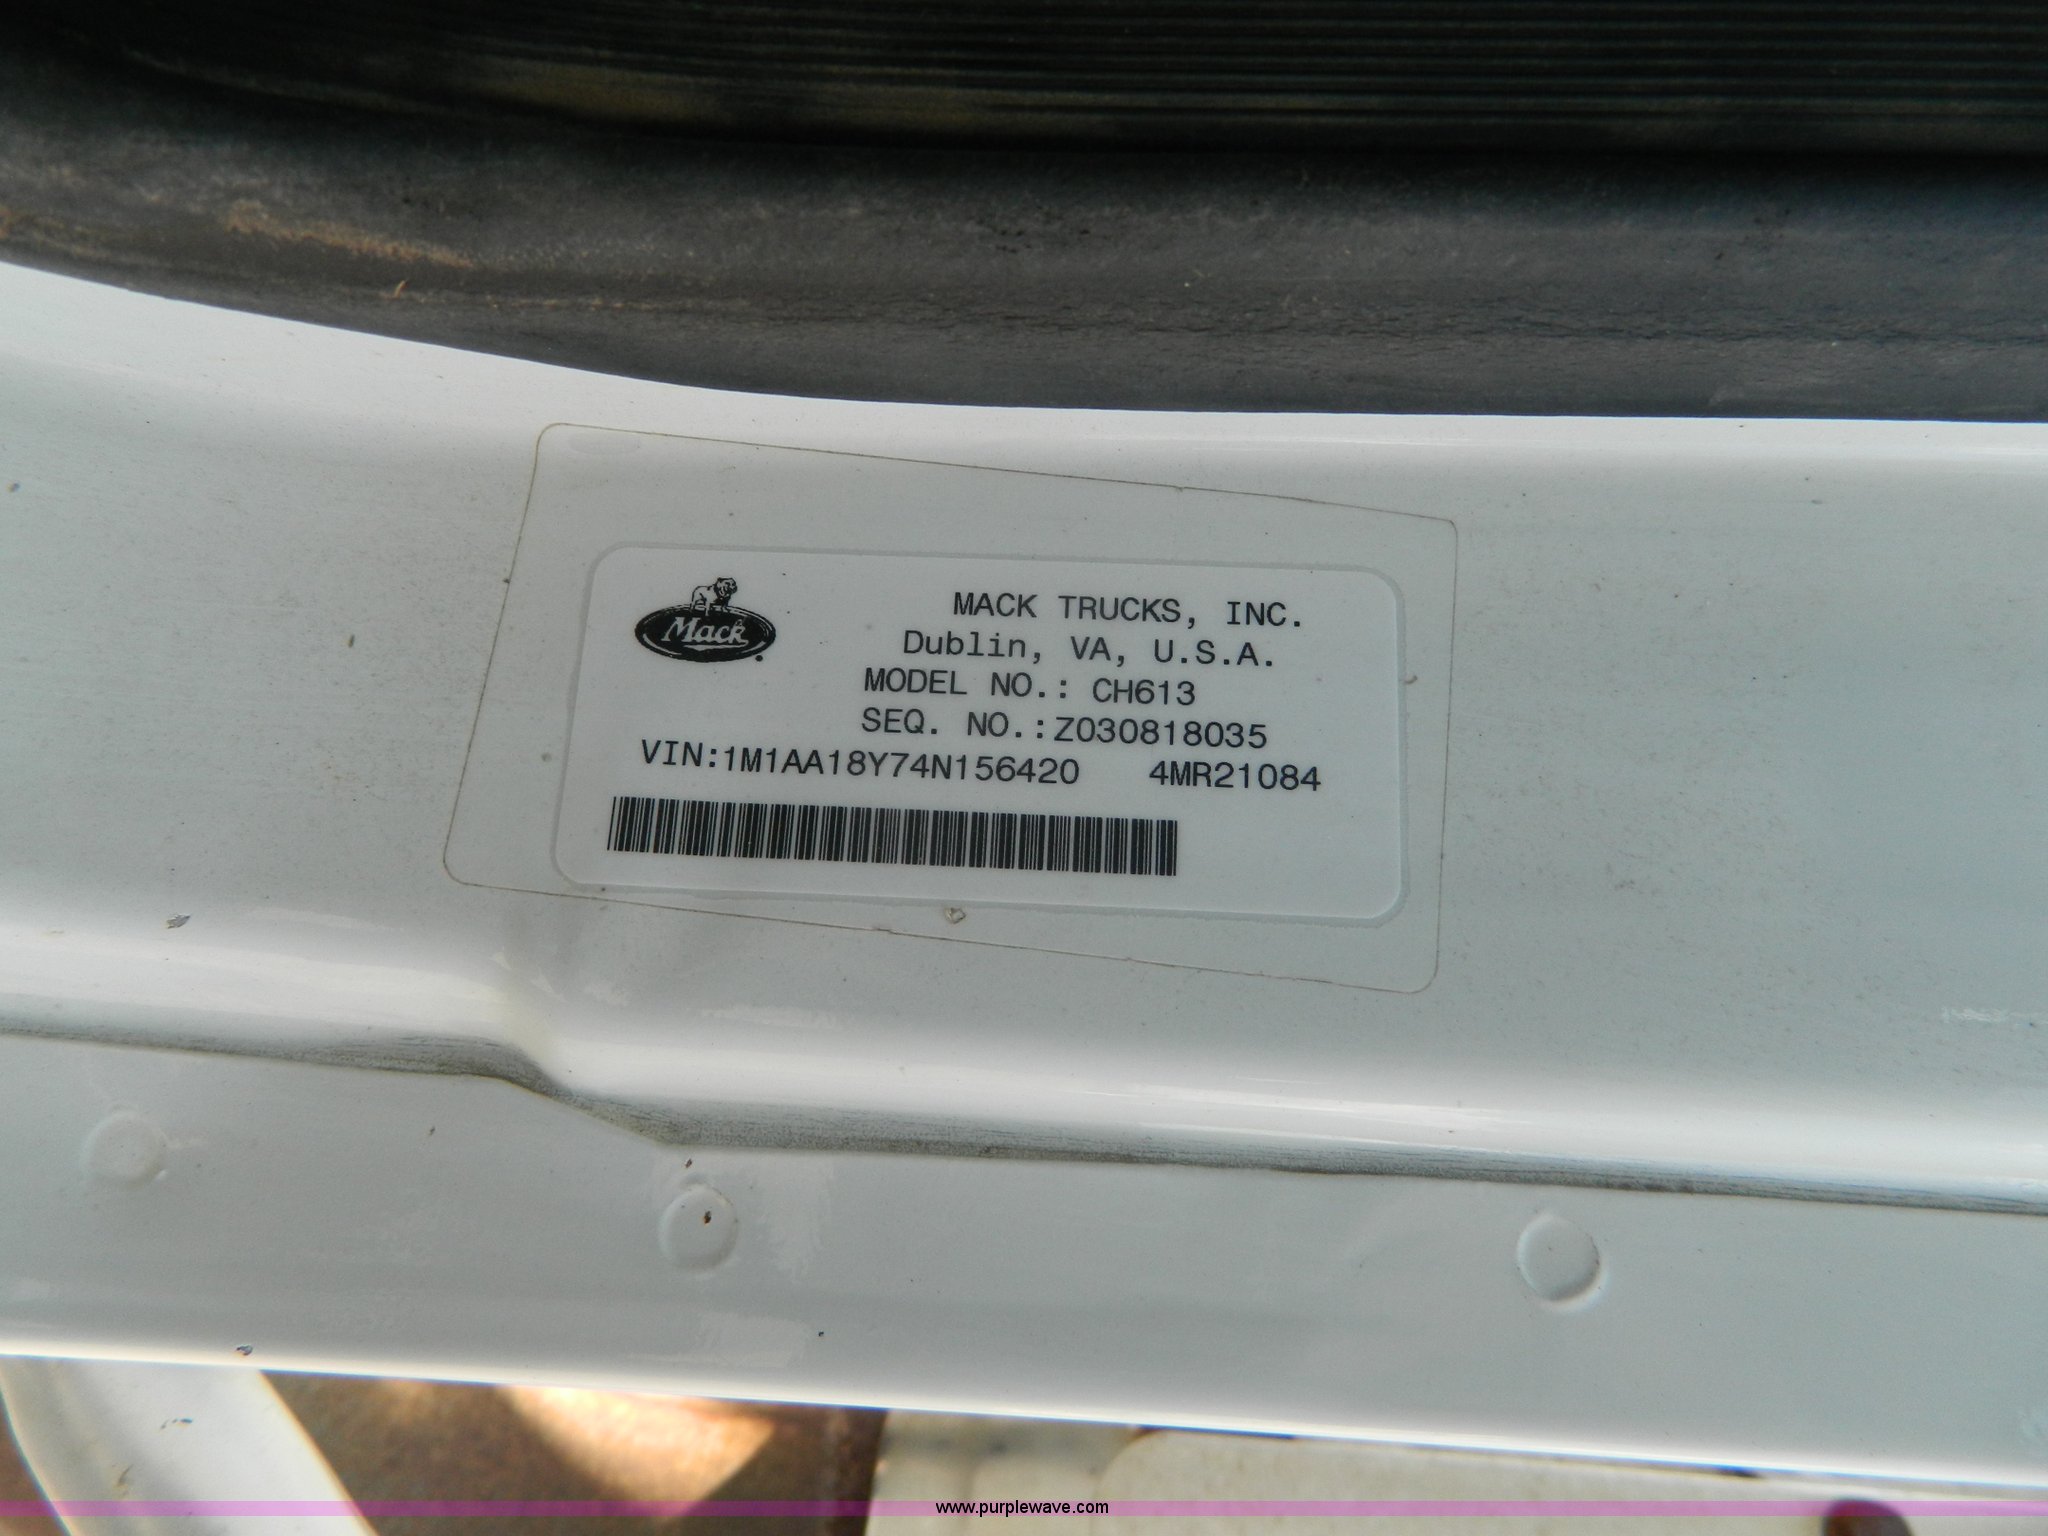 Mack
MACK TRUCKS, INC.
Dublin, VA, U.S.A.
MODEL NO.: CH613
SEQ. NO.:Z030818035
VIN:1M1AA18Y74N156420 4MR21084
www.purplewave.com